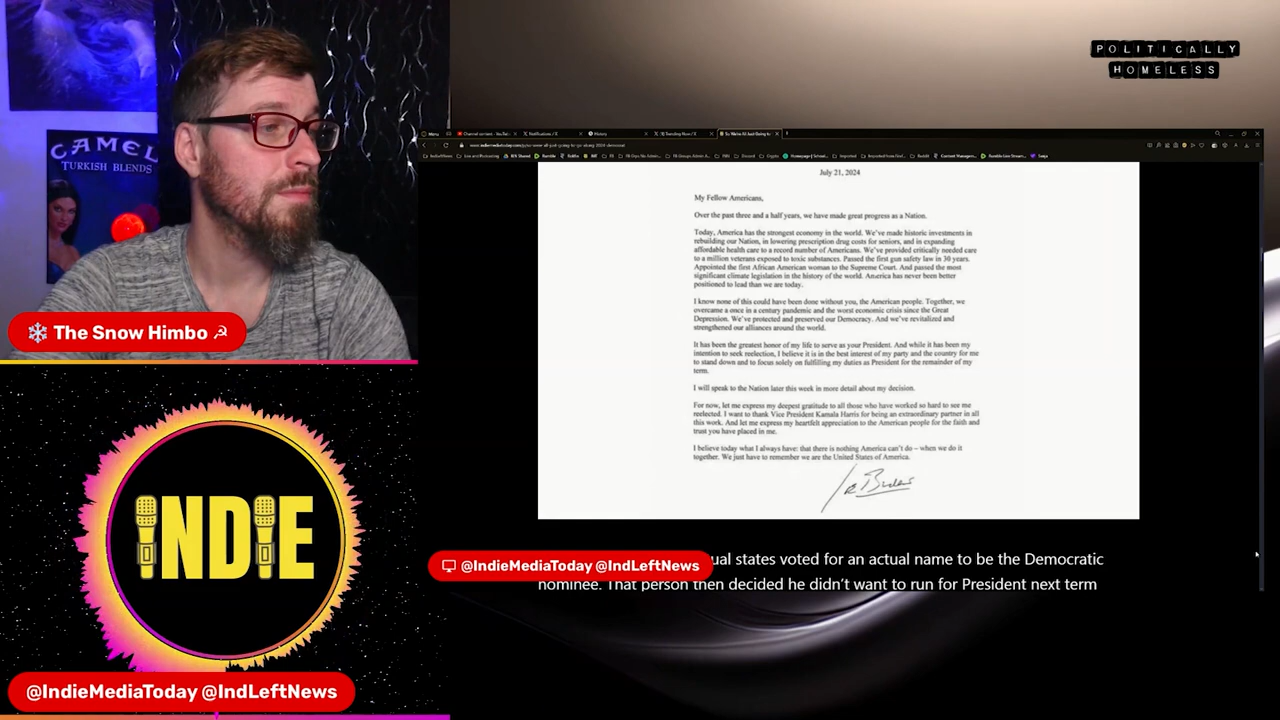 POLITICALLY
HOMELESS
CAMEL
TURKISH BLENDS
❄️ The Snow Himbo ☭
INDIE
@IndieMediaToday @IndLeftNews
July 21, 2024
My Fellow Americans,
Over the past three and a half years, we have made great progress as a Nation.
Today, America has the strongest economy in the world. We've made historic investments in
rebuilding our Nation, in lowering prescription drug costs for seniors, and in expanding
affordable health care to a record number of Americans. We've provided critically needed care
to a million veterans exposed to toxic substances. Passed the first gun safety law in 30 years.
Appointed the first African American woman to the Supreme Court. And passed the most
significant climate legislation in the history of the world. America has never been better
positioned to lead than we are today.
I know none of this could have been done without you, the American people. Together, we
overcame a once in a century pandemic and the worst economic crisis since the Great
Depression. We've protected and preserved our Democracy. And we've revitalized and
strengthened our alliances around the world.
It has been the greatest honor of my life to serve as your President. And while it has been my
intention to seek reelection, I believe it is in the best interest of my party and the country for me
to stand down and to focus solely on fulfilling my duties as President for the remainder of my
term.
I will speak to the Nation later this week in more detail about my decision.
For now, let me express my deepest gratitude to all those who have worked so hard to see me
reelected. I want to thank Vice President Kamala Harris for being an extraordinary partner in all
this work. And let me express my heartfelt appreciation to the American people for the faith and
trust you have placed in me.
I believe today what I always have: that there is nothing America can't do – when we do it
together. We just have to remember we are the United States of America.
@IndieMediaToday @IndLeftNews
states voted for an actual name to be the Democratic
nominee. That person then decided he didn't want to run for President next term